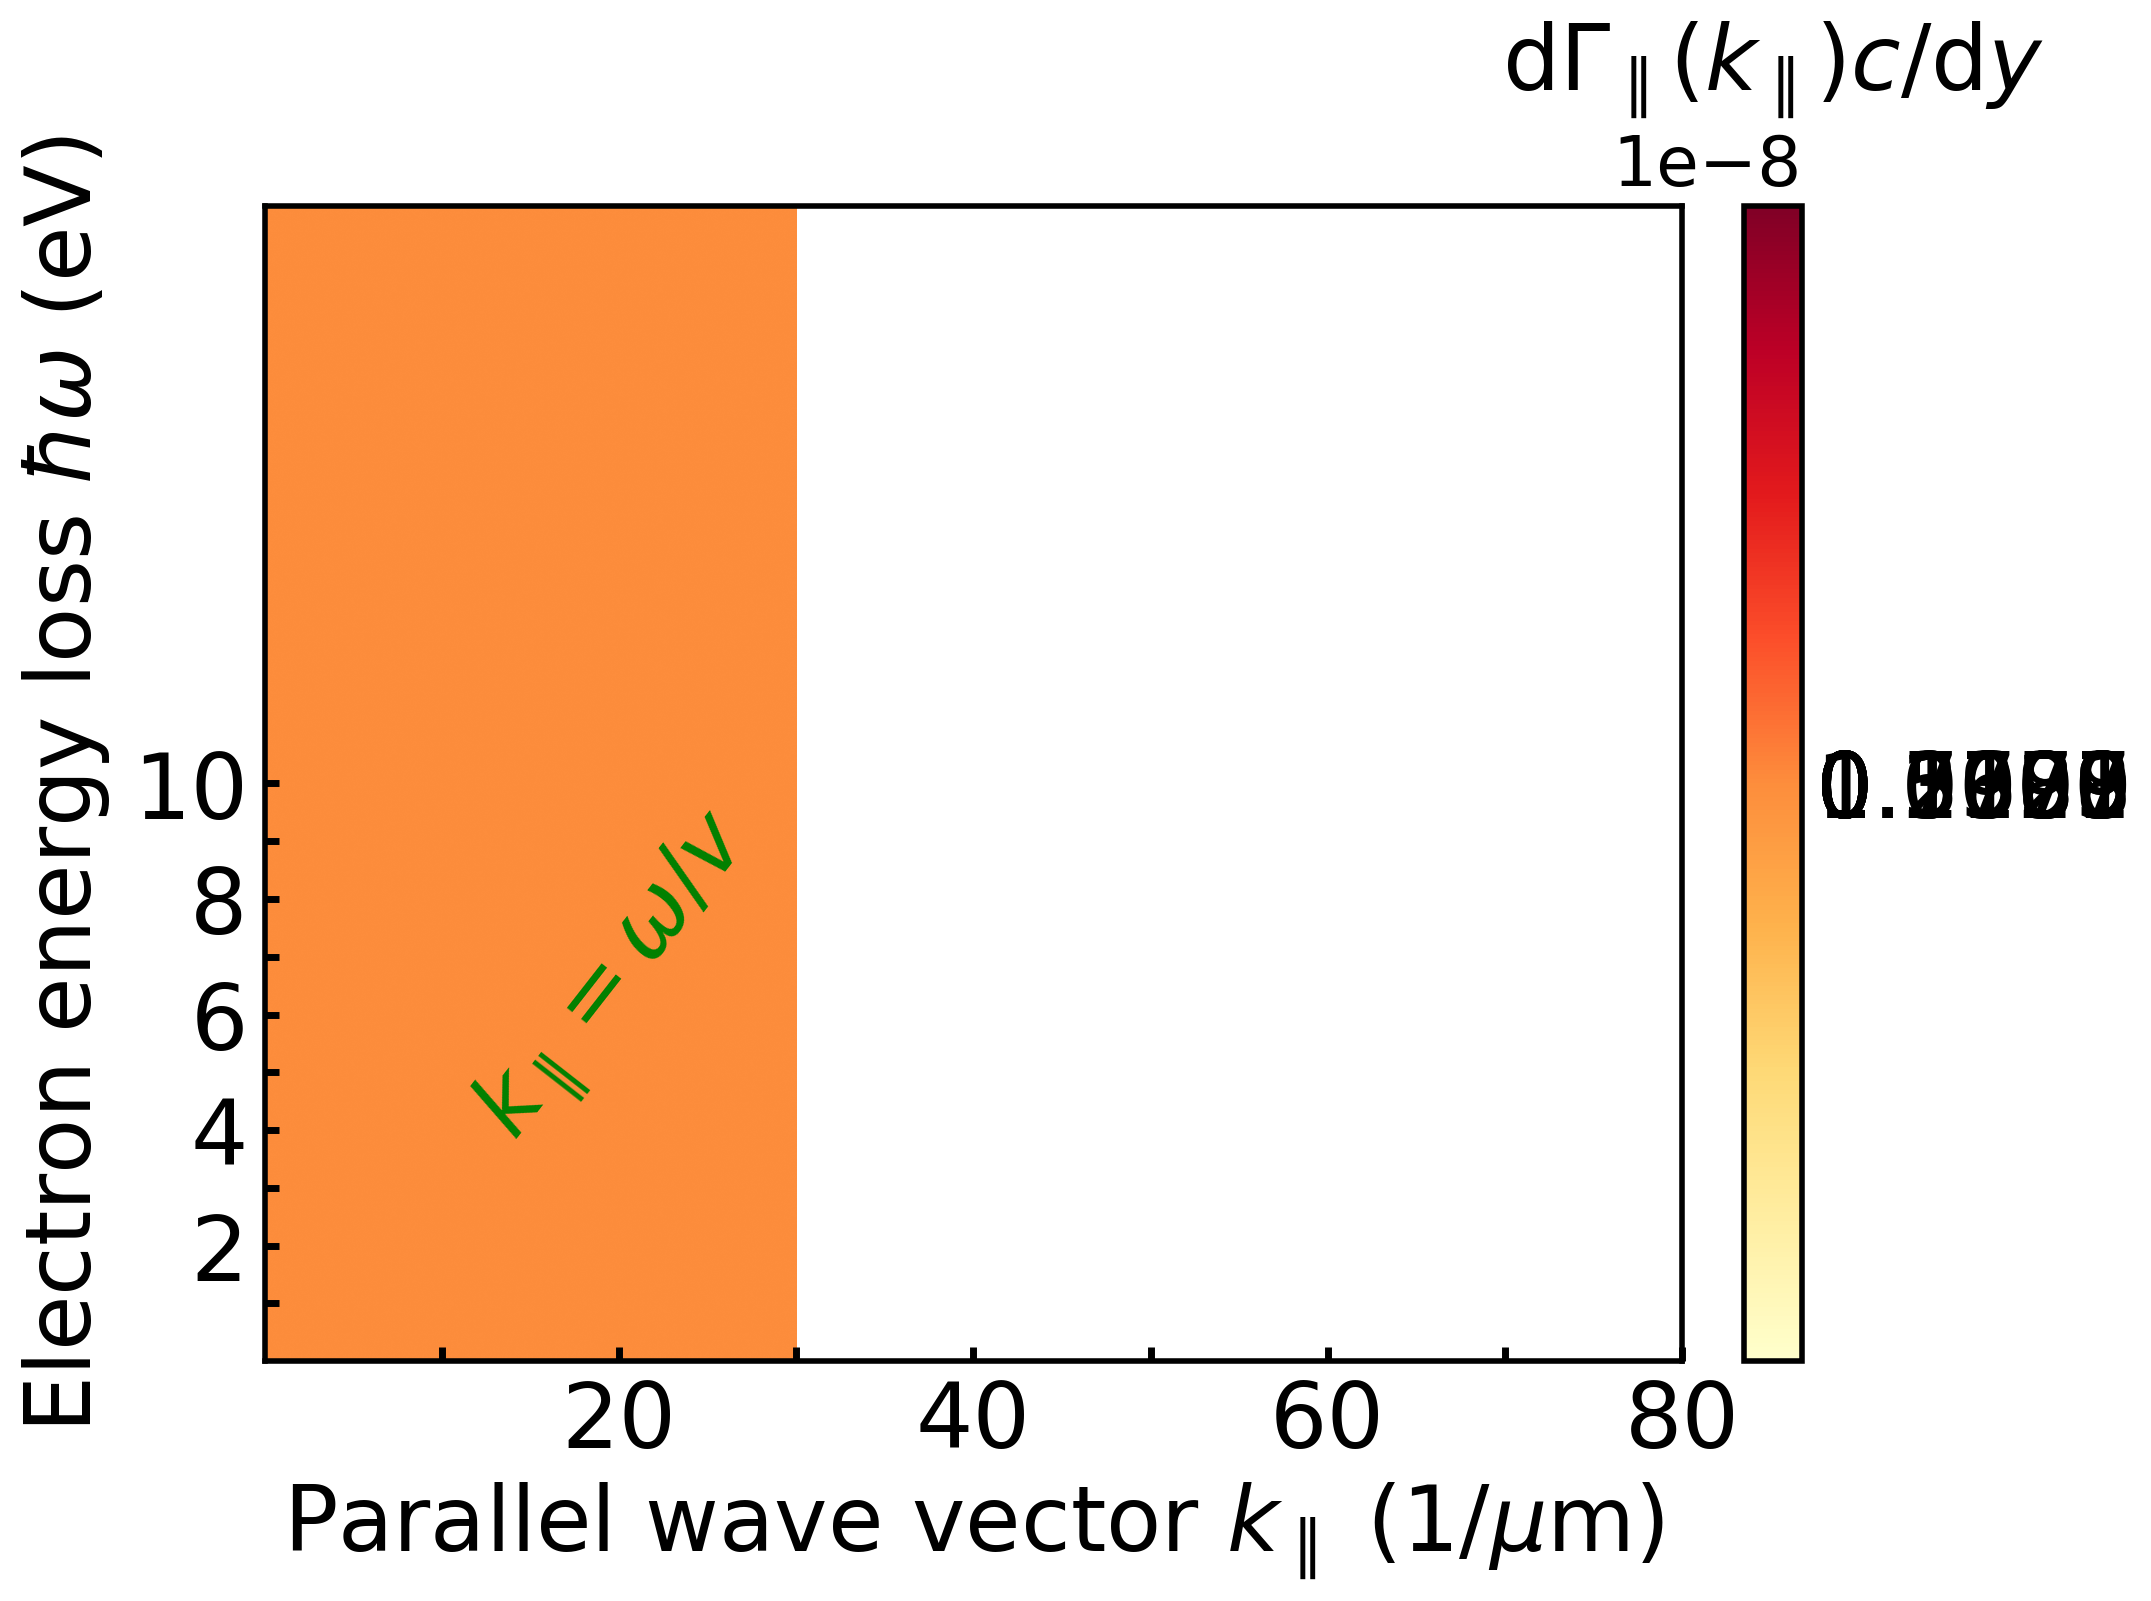 dΓ∥(k∥)c/dy
1e−8
Electron energy loss ℏω (eV)
10
8
6
4
2
k∥ = ω/v
20 40 60 80
Parallel wave vector k∥ (1/μm)